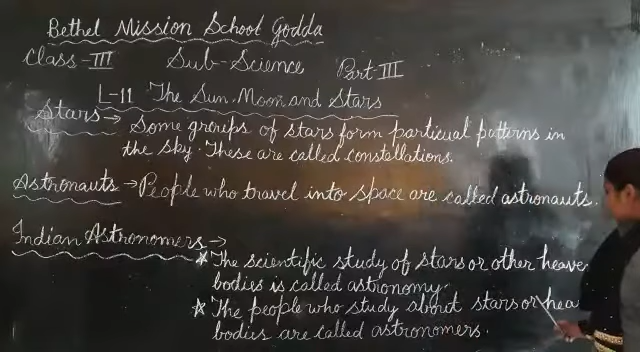 Bethel Mission School Godda
Class-III Sub-Science Part III
L-11 The Sun, Moon and Stars
Stars → Some groups of stars form particual patterns in
the sky. These are called constellations.
Astronauts → People who travel into space are called astronauts.
Indian Astronomers →
* The scientific study of stars or other heave
bodies is called astronomy.
* The people who study about stars or hea
bodies are called astronomers.